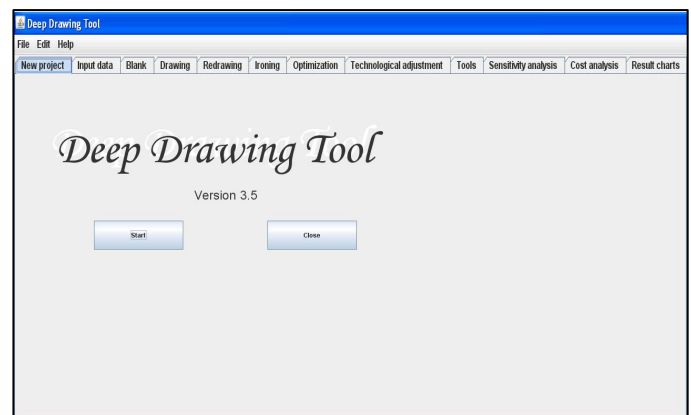 Deep Drawing Tool
File Edit Help
New project Input data Blank Drawing Redrawing Ironing Optimization Technological adjustment Tools Sensitivity analysis Cost analysis Result charts
Deep Drawing Tool
Version 3.5
Start Close